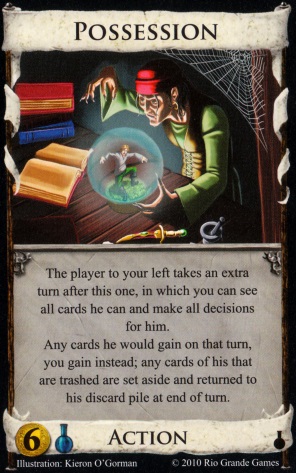 POSSESSION
The player to your left takes an extra
turn after this one, in which you can see
all cards he can and make all decisions
for him.
Any cards he would gain on that turn,
you gain instead; any cards of his that
are trashed are set aside and returned to
his discard pile at end of turn.
6 ACTION
Illustration: Kieron O'Gorman © 2010 Rio Grande Games